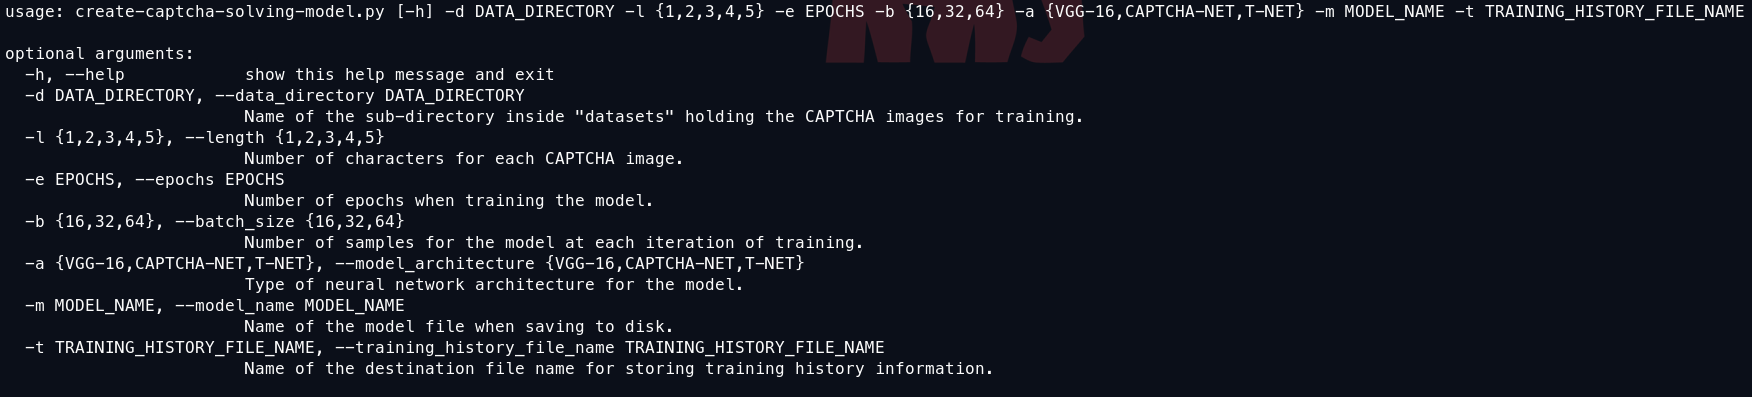 usage: create-captcha-solving-model.py [-h] -d DATA_DIRECTORY -l {1,2,3,4,5} -e EPOCHS -b {16,32,64} -a {VGG-16,CAPTCHA-NET,T-NET} -m MODEL_NAME -t TRAINING_HISTORY_FILE_NAME
optional arguments:
-h, --help show this help message and exit
-d DATA_DIRECTORY, --data_directory DATA_DIRECTORY
Name of the sub-directory inside "datasets" holding the CAPTCHA images for training.
-l {1,2,3,4,5}, --length {1,2,3,4,5}
Number of characters for each CAPTCHA image.
-e EPOCHS, --epochs EPOCHS
Number of epochs when training the model.
-b {16,32,64}, --batch_size {16,32,64}
Number of samples for the model at each iteration of training.
-a {VGG-16,CAPTCHA-NET,T-NET}, --model_architecture {VGG-16,CAPTCHA-NET,T-NET}
Type of neural network architecture for the model.
-m MODEL_NAME, --model_name MODEL_NAME
Name of the model file when saving to disk.
-t TRAINING_HISTORY_FILE_NAME, --training_history_file_name TRAINING_HISTORY_FILE_NAME
Name of the destination file name for storing training history information.